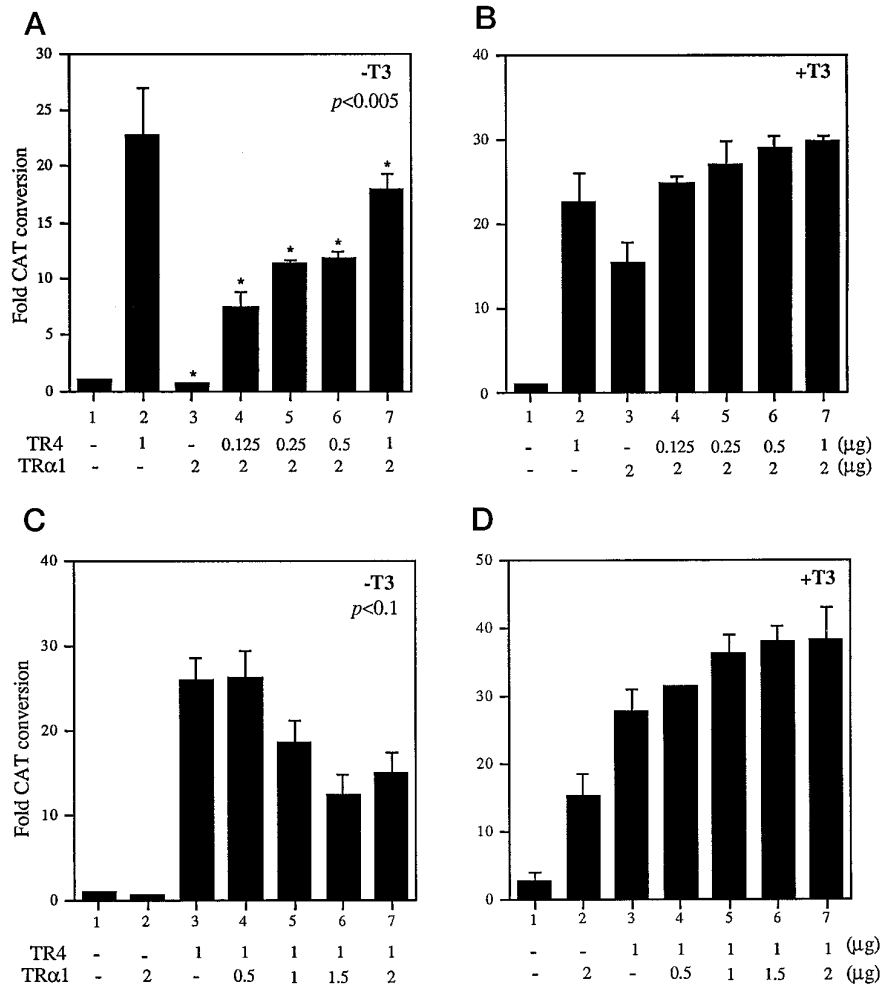 A
30
25
20
15
10
5
0
Fold CAT conversion
-T3
p<0.005
* * * * *
1 2 3 4 5 6 7
TR4 - 1 - 0.125 0.25 0.5 1 (μg)
TRα1 - - 2 2 2 2 2
B
40
30
20
10
0
+T3
1 2 3 4 5 6 7
- 1 - 0.125 0.25 0.5 1 (μg)
- - 2 2 2 2 2 (μg)
C
40
30
20
10
0
Fold CAT conversion
-T3
p<0.1
1 2 3 4 5 6 7
TR4 - - 1 1 1 1 1
TRα1 - 2 - 0.5 1 1.5 2
D
50
40
30
20
10
0
+T3
1 2 3 4 5 6 7
- - 1 1 1 1 1 (μg)
- 2 - 0.5 1 1.5 2 (μg)